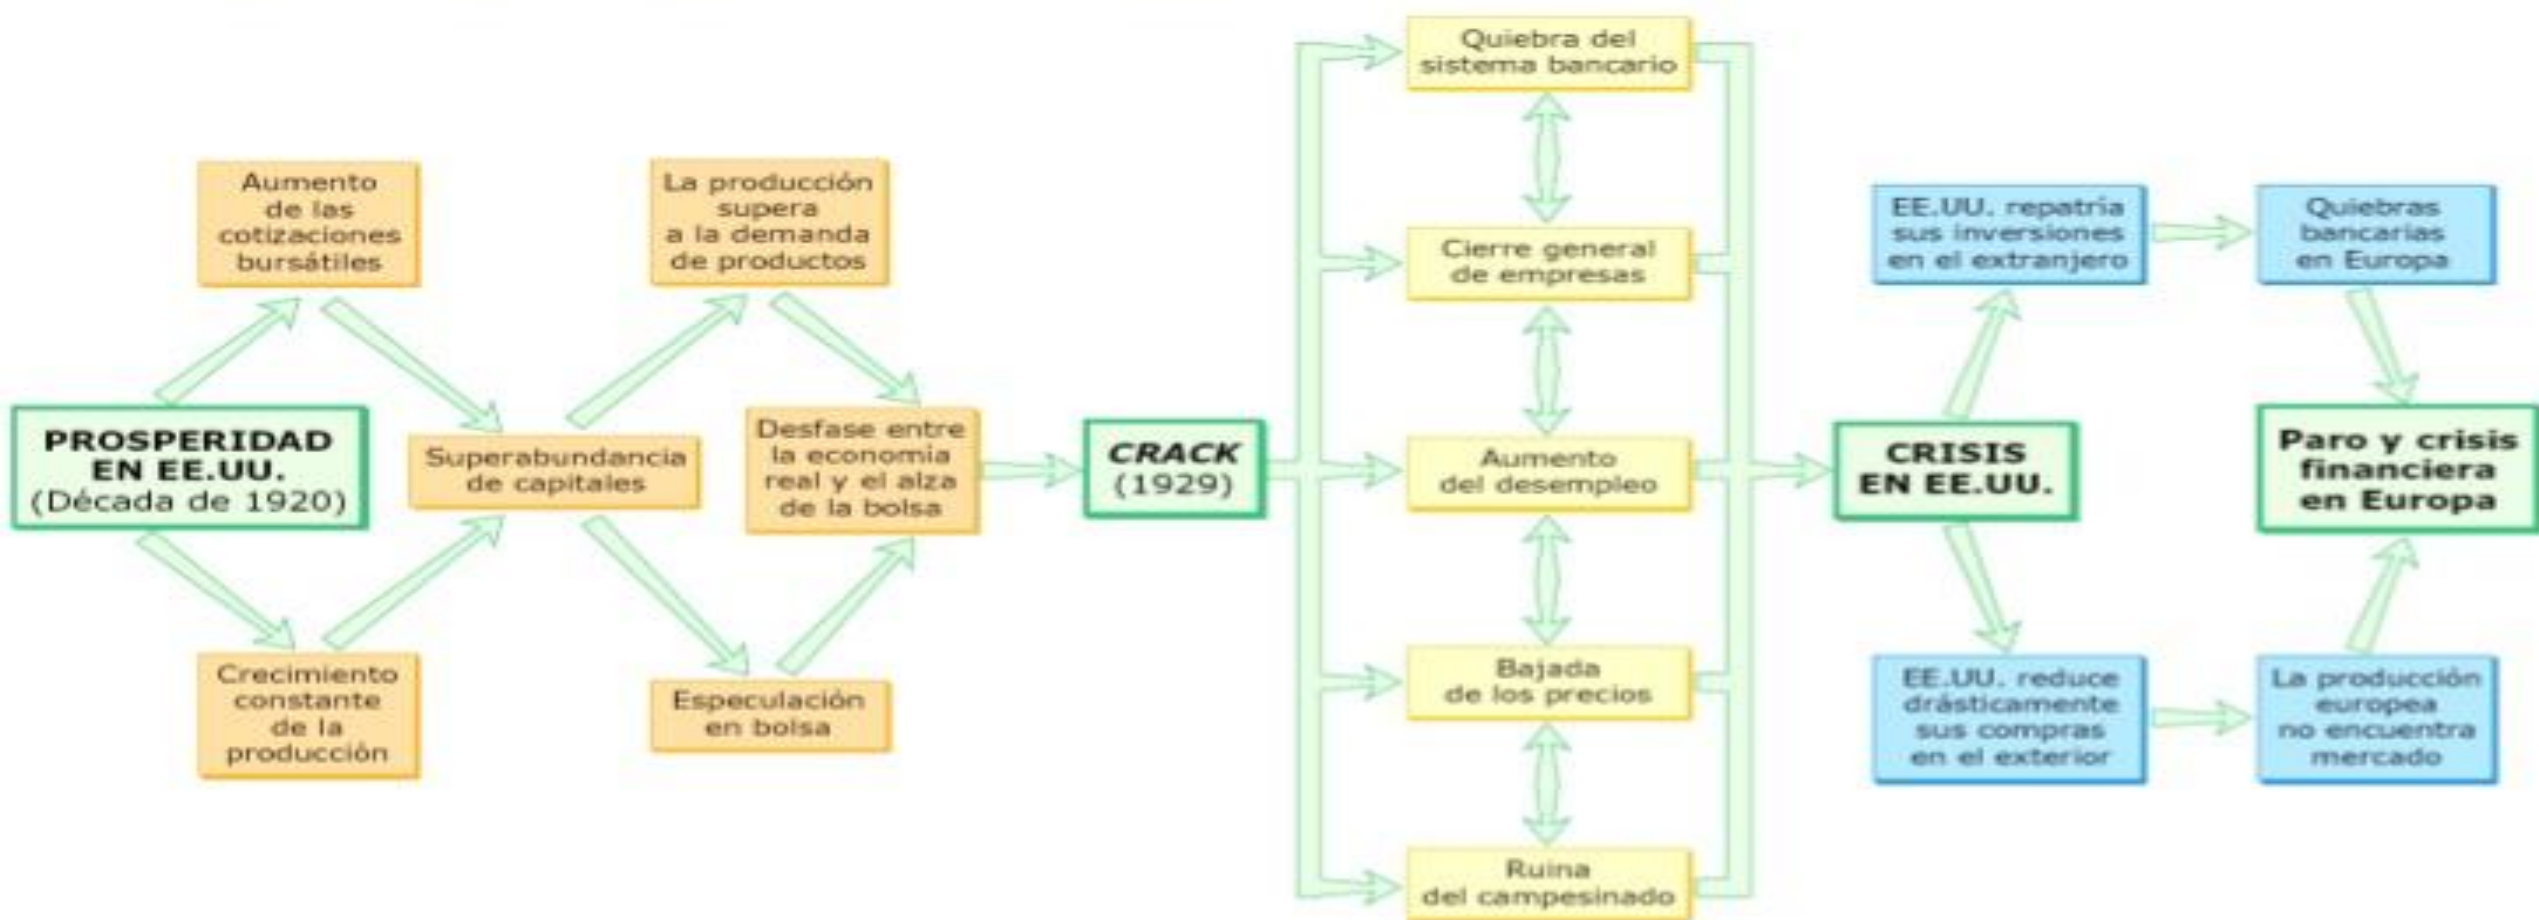 PROSPERIDAD
EN EE.UU.
(Década de 1920)
Aumento
de las
cotizaciones
bursátiles
Crecimiento
constante
de la
producción
Superabundancia
de capitales
La producción
supera
a la demanda
de productos
Especulación
en bolsa
Desfase entre
la economía
real y el alza
de la bolsa
CRACK
(1929)
Quiebra del
sistema bancario
Cierre general
de empresas
Aumento
del desempleo
Bajada
de los precios
Ruina
del campesinado
CRISIS
EN EE.UU.
EE.UU. repatría
sus inversiones
en el extranjero
Quiebras
bancarias
en Europa
EE.UU. reduce
drásticamente
sus compras
en el exterior
La producción
europea
no encuentra
mercado
Paro y crisis
financiera
en Europa